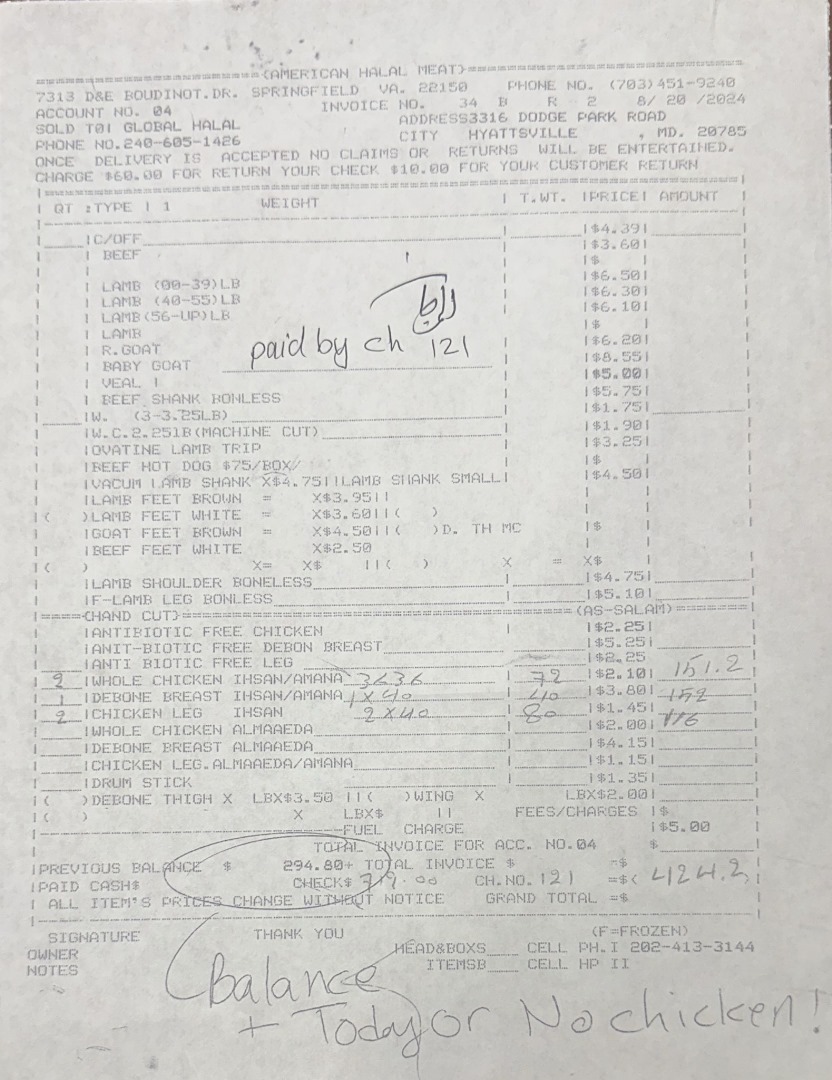 {AMERICAN HALAL MEAT}
7313 D&E BOUDINOT.DR. SPRINGFIELD VA. 22150 PHONE NO. (703)451-9240
ACCOUNT NO. 04 INVOICE NO. 34 B R 2 8/ 20 /2024
SOLD TO: GLOBAL HALAL ADDRESS3316 DODGE PARK ROAD
PHONE NO.240-605-1426 CITY HYATTSVILLE , MD. 20785
ONCE DELIVERY IS ACCEPTED NO CLAIMS OR RETURNS WILL BE ENTERTAIHED.
CHARGE $60.00 FOR RETURN YOUR CHECK $10.00 FOR YOUR CUSTOMER RETURN
| QT :TYPE | 1 WEIGHT | T.WT. |PRICE| AMOUNT
|C/OFF |$4.39|
| BEEF |$3.60|
|$ |
| LAMB (00-39)LB |$6.50|
| LAMB (40-55)LB |$6.30|
| LAMB(56-UP)LB |$6.10|
| LAMB |$ |
| R.GOAT |$6.20|
| BABY GOAT |$8.55|
paid by ch 121
| VEAL | |$5.00|
| BEEF SHANK BONLESS |$5.75|
|W. (3-3.25LB) |$1.75|
|W.C.2.25lB(MACHINE CUT) |$1.90|
|OVATINE LAMB TRIP |$3.25|
|BEEF HOT DOG $75/BOX/ |$ |
|VACUM LAMB SHANK X$4.75||LAMB SHANK SMALL| |$4.50|
|LAMB FEET BROWN = X$3.95||
|( )LAMB FEET WHITE = X$3.60||( )
|GOAT FEET BROWN = X$4.50||( )D. TH MC |$ |
|BEEF FEET WHITE X$2.50
|( ) X= X$ ||( ) X = X$
|LAMB SHOULDER BONELESS |$4.75|
|F-LAMB LEG BONLESS |$5.10|
=====CHAND CUT}===== (AS-SALAM)=======|
|ANTIBIOTIC FREE CHICKEN |$2.25|
|ANIT-BIOTIC FREE DEBON BREAST |$5.25|
|ANTI BIOTIC FREE LEG |$2.25
2 |WHOLE CHICKEN IHSAN/AMANA 3636 72 |$2.10| 151.2
1 |DEBONE BREAST IHSAN/AMANA 1x40 40 |$3.80| 152
2 |CHICKEN LEG IHSAN 2x40 80 |$1.45| 116
|WHOLE CHICKEN ALMAAEDA |$2.00|
|DEBONE BREAST ALMAAEDA |$4.15|
|CHICKEN LEG.ALMAAEDA/AMANA |$1.15|
|DRUM STICK |$1.35|
|( )DEBONE THIGH X LBX$3.50 ||( )WING X LBX$2.00|
|( ) X LBX$ || FEES/CHARGES |$
FUEL CHARGE |$5.00
TOTAL INVOICE FOR ACC. NO.04 $
|PREVIOUS BALANCE $ 294.80+ TOTAL INVOICE $ =$
|PAID CASH$ CHECK$ 719.00 CH.NO. 121 =$( 424.2
| ALL ITEM'S PRICES CHANGE WITHOUT NOTICE GRAND TOTAL =$
SIGNATURE THANK YOU (F=FROZEN)
OWNER HEAD&BOXS CELL PH.I 202-413-3144
NOTES ITEMSB CELL HP II
Balance
+ Today or No chicken!